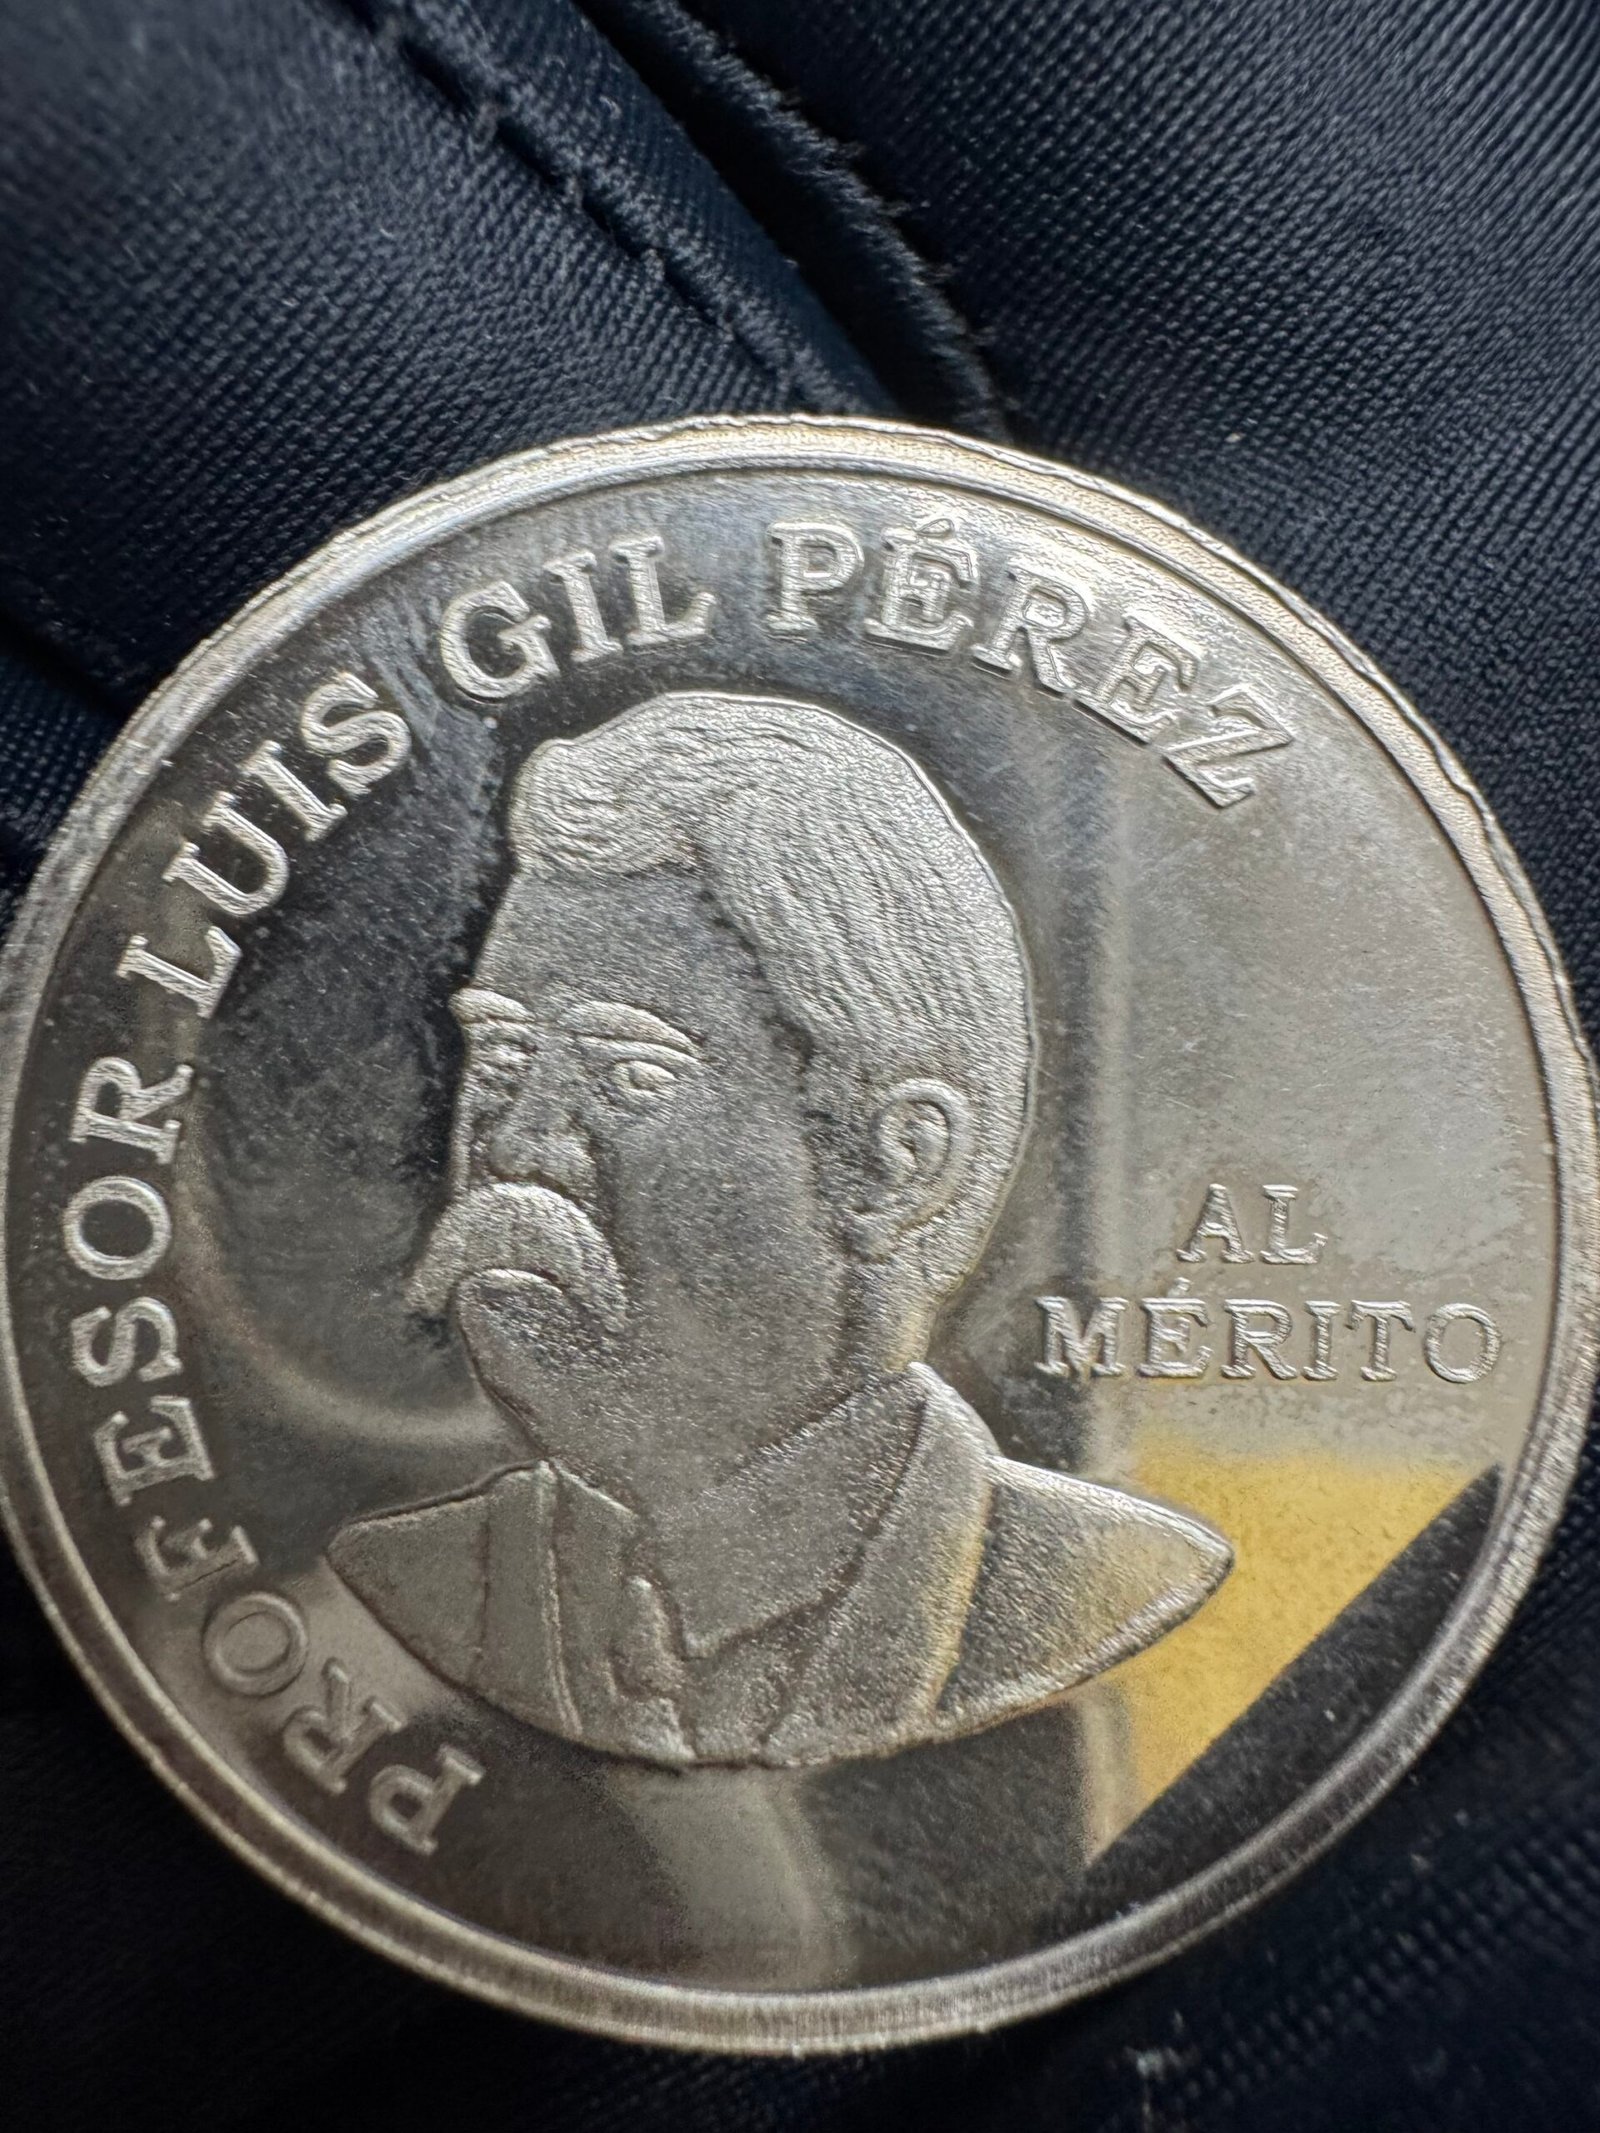 PROFESOR LUIS GIL PÉREZ
AL
MÉRITO